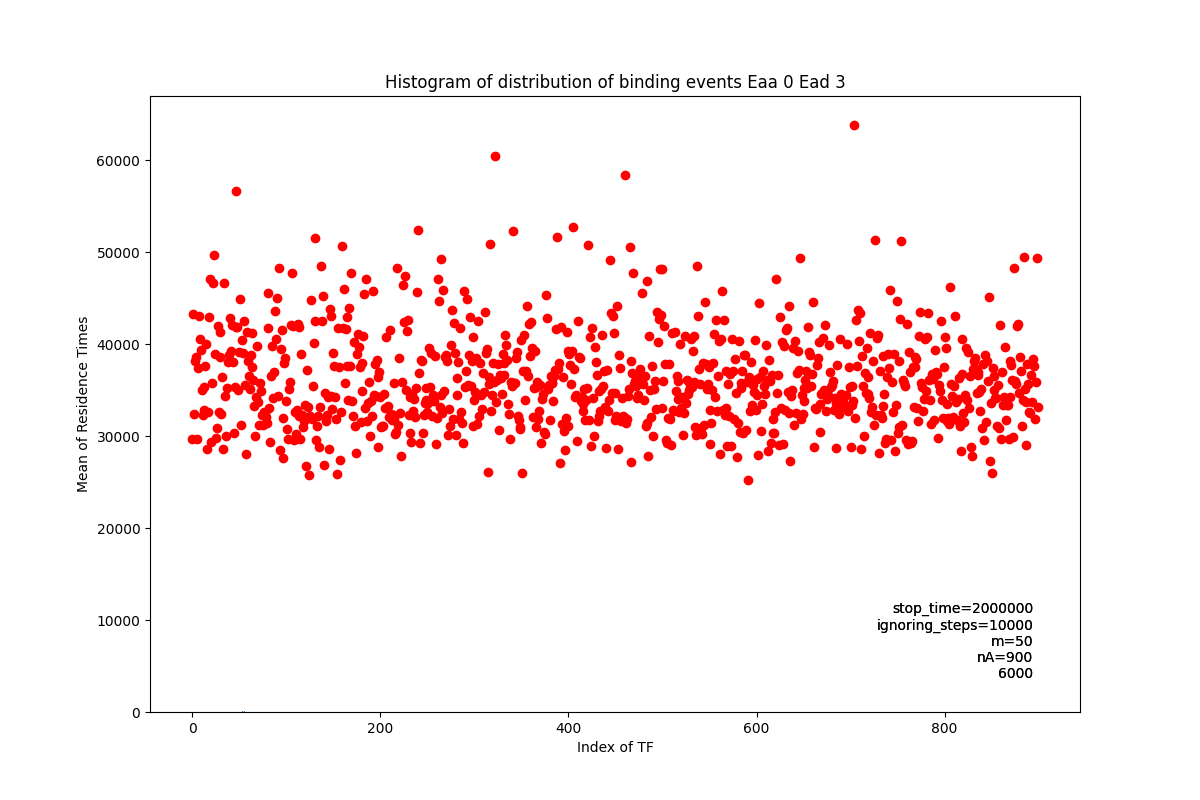 Histogram of distribution of binding events Eaa 0 Ead 3
60000
50000
40000
30000
20000
10000
0
Mean of Residence Times
stop_time=2000000
ignoring_steps=10000
m=50
nA=900
6000
0 200 400 600 800
Index of TF